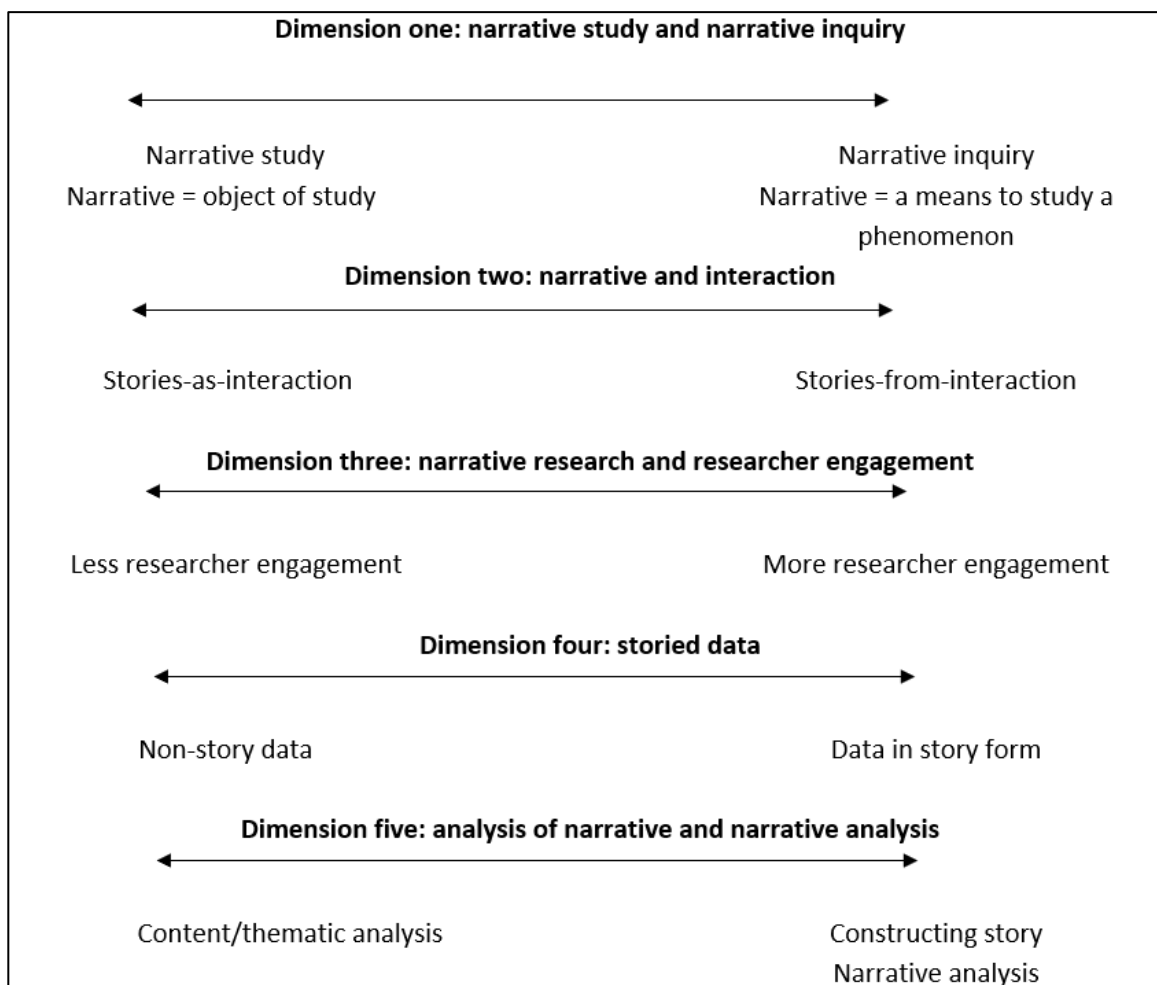 Dimension one: narrative study and narrative inquiry
Narrative study
Narrative = object of study
Narrative inquiry
Narrative = a means to study a
phenomenon
Dimension two: narrative and interaction
Stories-as-interaction
Stories-from-interaction
Dimension three: narrative research and researcher engagement
Less researcher engagement
More researcher engagement
Dimension four: storied data
Non-story data
Data in story form
Dimension five: analysis of narrative and narrative analysis
Content/thematic analysis
Constructing story
Narrative analysis